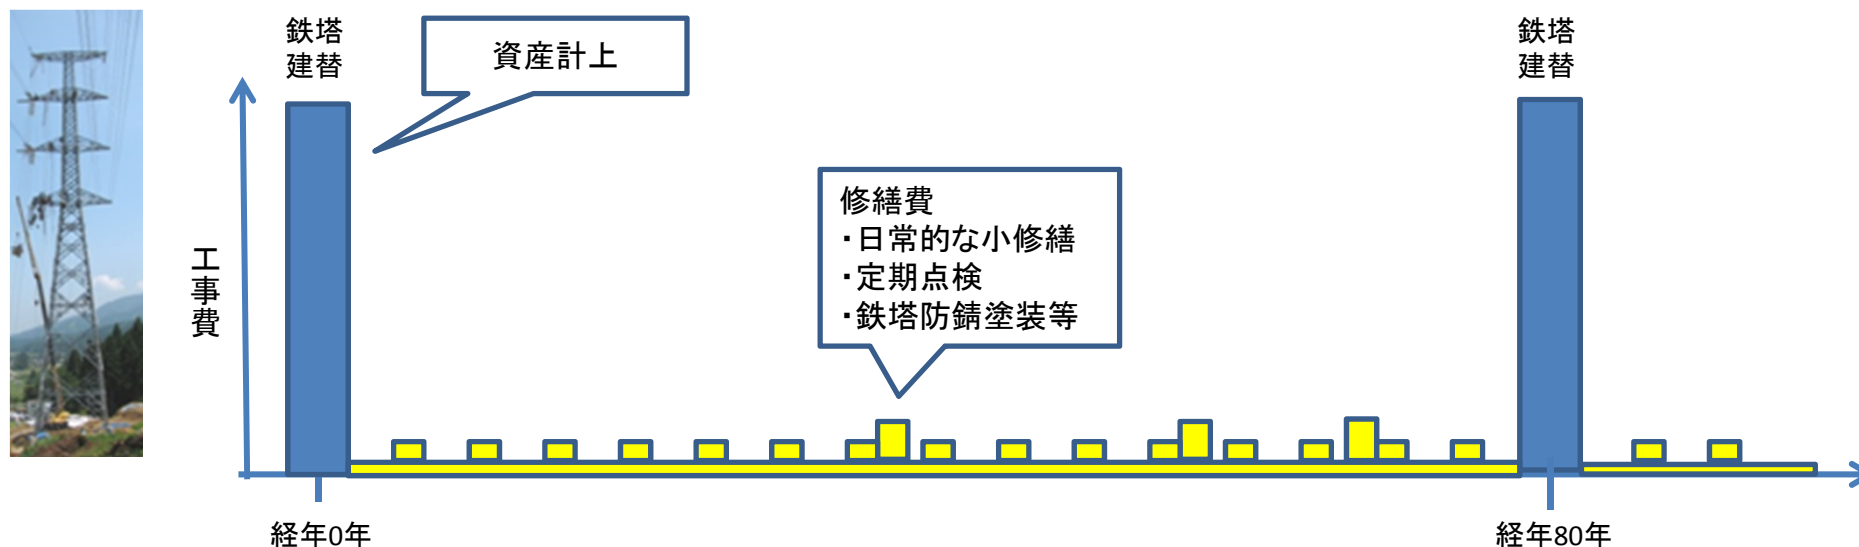 鉄塔
建替
資産計上
鉄塔
建替
工事費
修繕費
・日常的な小修繕
・定期点検
・鉄塔防錆塗装等
経年0年
経年80年